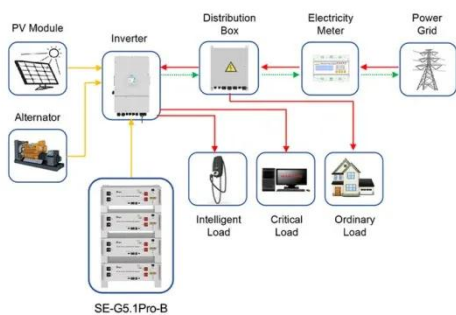 PV Module
Inverter
Distribution
Box
Electricity
Meter
Power
Grid
Alternator
Intelligent
Load
Critical
Load
Ordinary
Load
SE-G5.1Pro-B